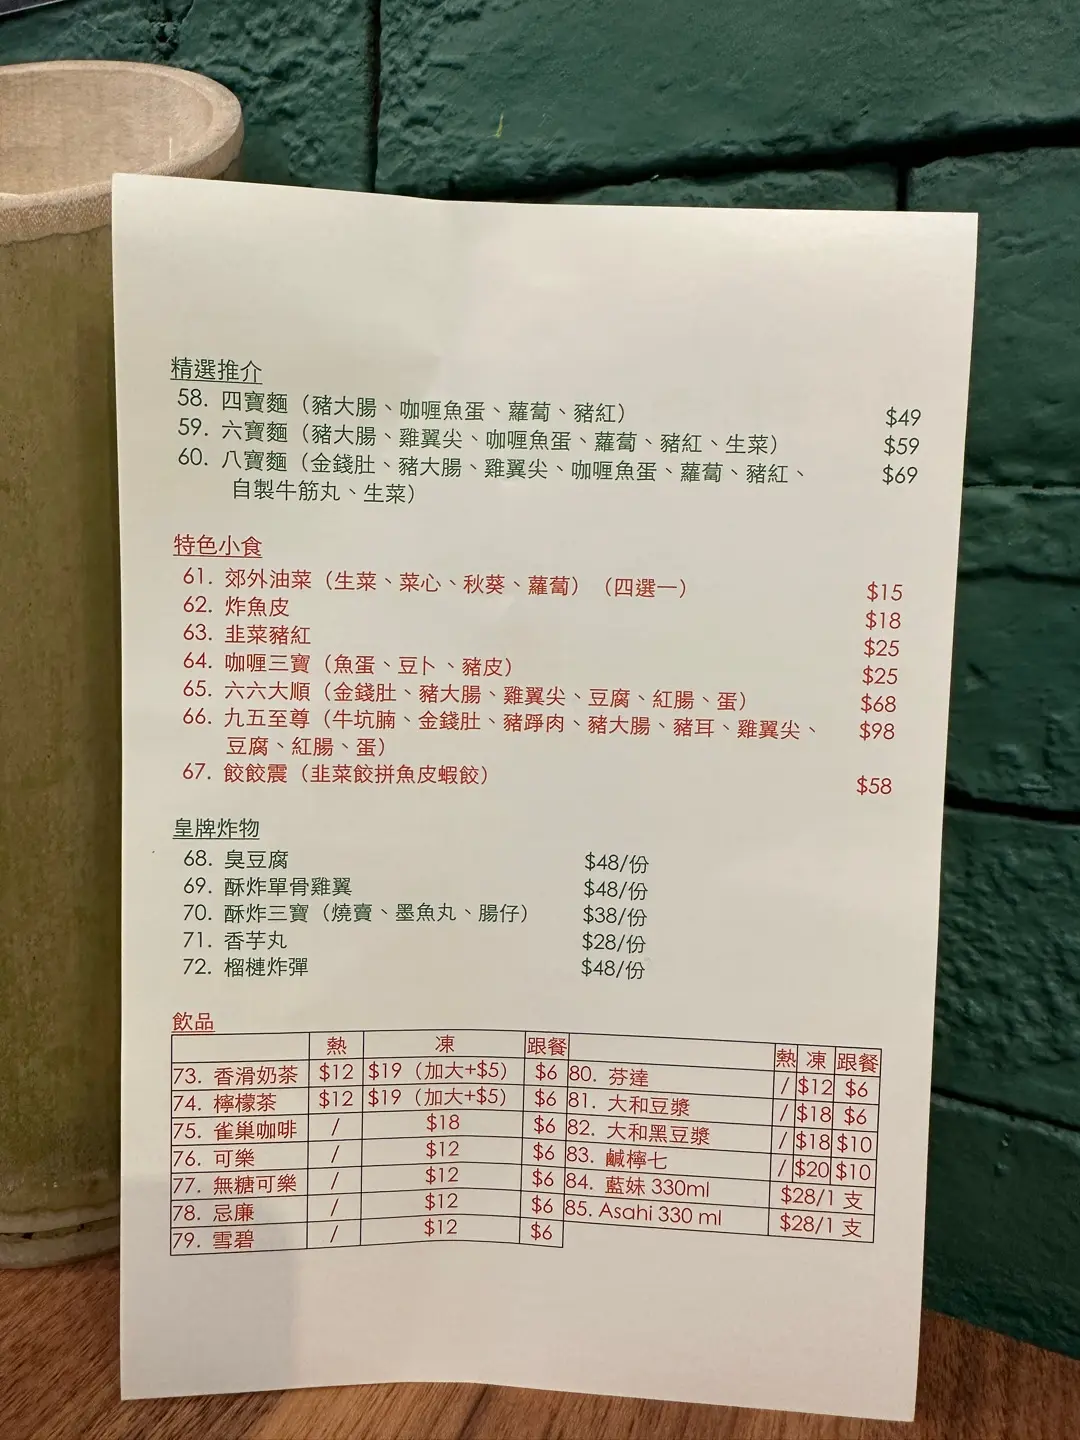 精選推介
58. 四寶麵（豬大腸、咖喱魚蛋、蘿蔔、豬紅） $49
59. 六寶麵（豬大腸、雞翼尖、咖喱魚蛋、蘿蔔、豬紅、生菜） $59
60. 八寶麵（金錢肚、豬大腸、雞翼尖、咖喱魚蛋、蘿蔔、豬紅、 $69
自製牛筋丸、生菜）
特色小食
61. 郊外油菜（生菜、菜心、秋葵、蘿蔔）（四選一） $15
62. 炸魚皮 $18
63. 韭菜豬紅 $25
64. 咖喱三寶（魚蛋、豆卜、豬皮） $25
65. 六六大順（金錢肚、豬大腸、雞翼尖、豆腐、紅腸、蛋） $68
66. 九五至尊（牛坑腩、金錢肚、豬踭肉、豬大腸、豬耳、雞翼尖、 $98
豆腐、紅腸、蛋）
67. 餃餃震（韭菜餃拼魚皮蝦餃） $58
皇牌炸物
68. 臭豆腐 $48/份
69. 酥炸單骨雞翼 $48/份
70. 酥炸三寶（燒賣、墨魚丸、腸仔） $38/份
71. 香芋丸 $28/份
72. 榴槤炸彈 $48/份
飲品
熱 凍 跟餐 熱 凍 跟餐
73. 香滑奶茶 $12 $19（加大+$5） $6 80. 芬達 / $12 $6
74. 檸檬茶 $12 $19（加大+$5） $6 81. 大和豆漿 / $18 $6
75. 雀巢咖啡 / $18 $6 82. 大和黑豆漿 / $18 $10
76. 可樂 / $12 $6 83. 鹹檸七 / $20 $10
77. 無糖可樂 / $12 $6 84. 藍妹 330ml $28/1 支
78. 忌廉 / $12 $6 85. Asahi 330 ml $28/1 支
79. 雪碧 / $12 $6